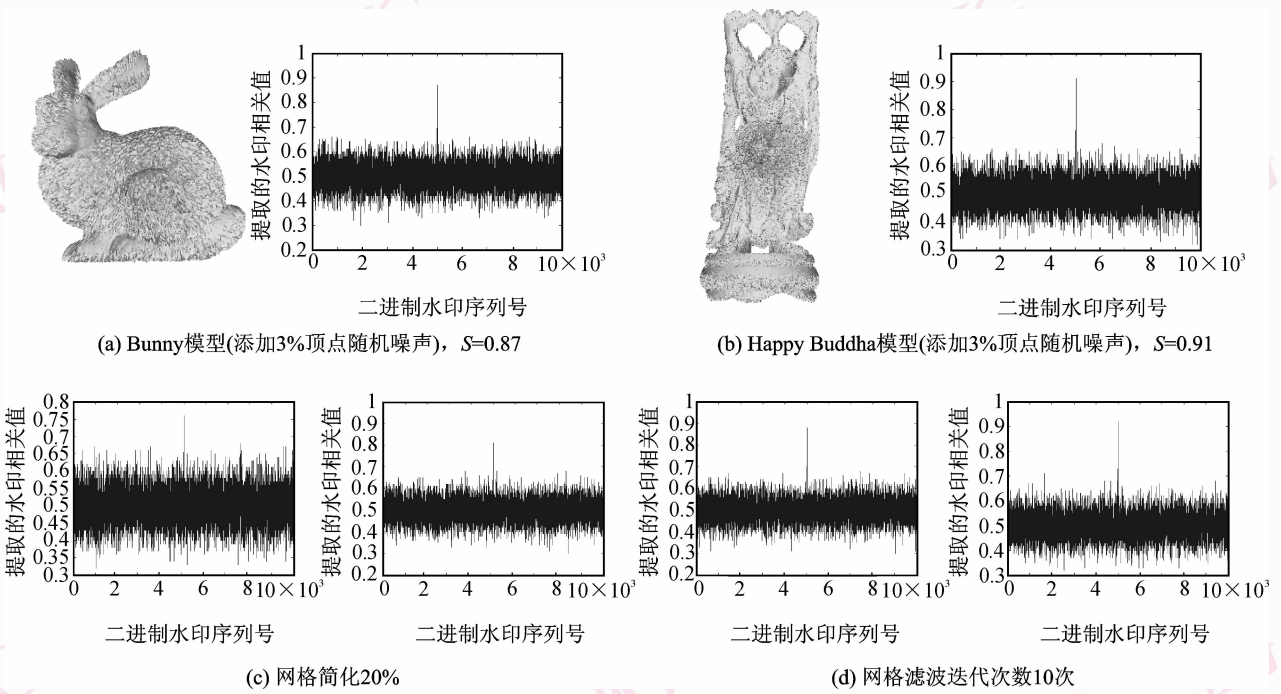 提取的水印相关值
1
0.9
0.8
0.7
0.6
0.5
0.4
0.3
0.2
0 2 4 6 8 10×10³
二进制水印序列号
(a) Bunny模型(添加3%顶点随机噪声)，S=0.87
提取的水印相关值
1
0.9
0.8
0.7
0.6
0.5
0.4
0.3
0 2 4 6 8 10×10³
二进制水印序列号
(b) Happy Buddha模型(添加3%顶点随机噪声)，S=0.91
提取的水印相关值
0.8
0.75
0.7
0.65
0.6
0.55
0.5
0.45
0.4
0.35
0.3
0 2 4 6 8 10×10³
二进制水印序列号
提取的水印相关值
1
0.9
0.8
0.7
0.6
0.5
0.4
0.3
0.2
0 2 4 6 8 10×10³
二进制水印序列号
(c) 网格简化20%
提取的水印相关值
1
0.9
0.8
0.7
0.6
0.5
0.4
0.3
0.2
0 2 4 6 8 10×10³
二进制水印序列号
提取的水印相关值
1
0.9
0.8
0.7
0.6
0.5
0.4
0.3
0 2 4 6 8 10×10³
二进制水印序列号
(d) 网格滤波迭代次数10次